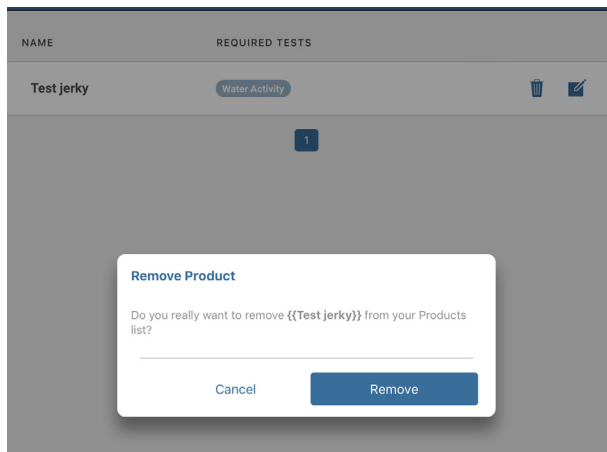 NAME REQUIRED TESTS
Test jerky Water Activity
1
Remove Product
Do you really want to remove {{Test jerky}} from your Products
list?
Cancel Remove